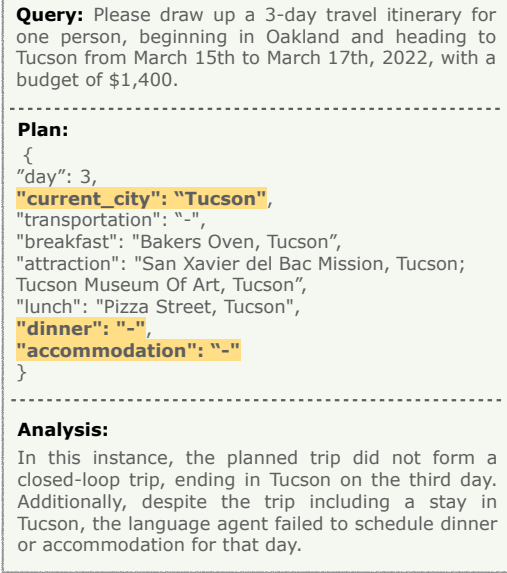 Query: Please draw up a 3-day travel itinerary for
one person, beginning in Oakland and heading to
Tucson from March 15th to March 17th, 2022, with a
budget of $1,400.
Plan:
{
”day”: 3,
"current_city": “Tucson",
"transportation": “-",
"breakfast": "Bakers Oven, Tucson”,
"attraction": "San Xavier del Bac Mission, Tucson;
Tucson Museum Of Art, Tucson”,
"lunch": "Pizza Street, Tucson",
"dinner": "-",
"accommodation": “-"
}
Analysis:
In this instance, the planned trip did not form a
closed-loop trip, ending in Tucson on the third day.
Additionally, despite the trip including a stay in
Tucson, the language agent failed to schedule dinner
or accommodation for that day.